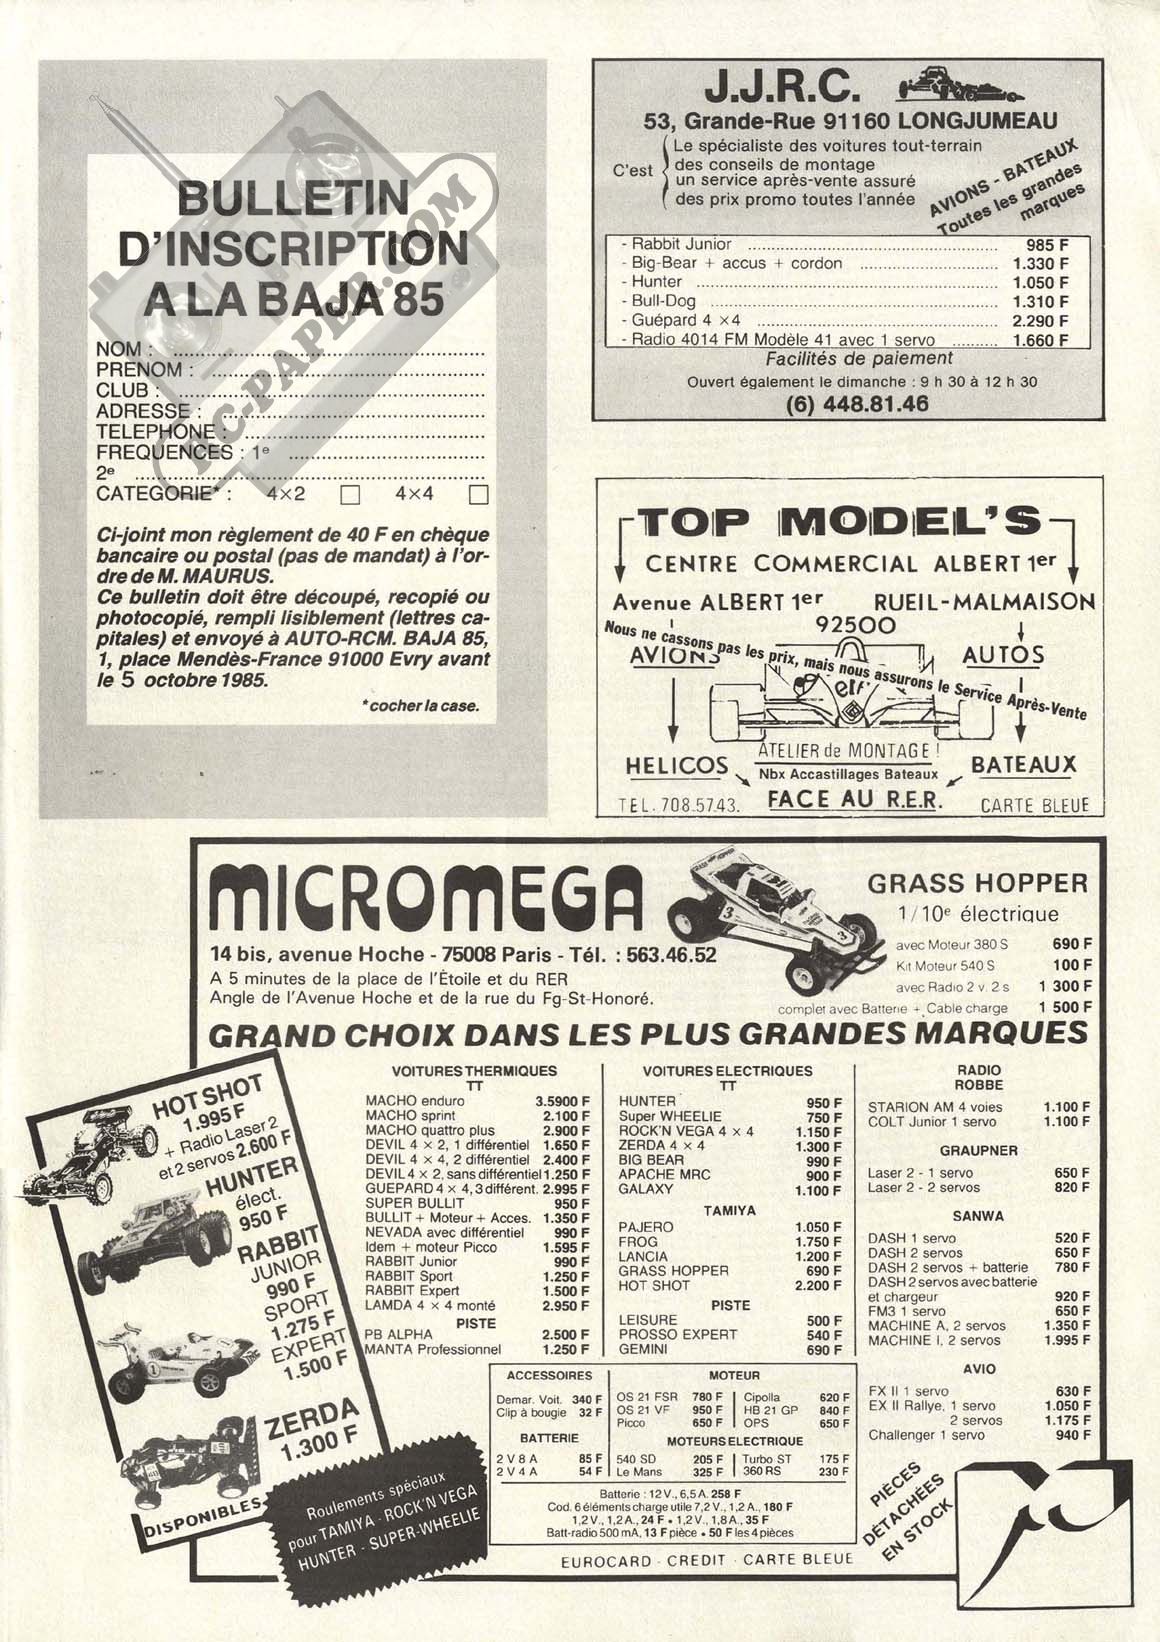 BULLETIN
D'INSCRIPTION
A LA BAJA 85
NOM :
PRENOM :
CLUB :
ADRESSE :
TELEPHONE :
FREQUENCES : 1e
2e
CATEGORIE* : 4×2 4×4
Ci-joint mon règlement de 40 F en chèque
bancaire ou postal (pas de mandat) à l'or-
dre de M. MAURUS.
Ce bulletin doit être découpé, recopié ou
photocopié, rempli lisiblement (lettres ca-
pitales) et envoyé à AUTO-RCM. BAJA 85,
1, place Mendès-France 91000 Evry avant
le 5 octobre 1985.
*cocher la case.
RC-PAPER.COM
J.J.R.C.
53, Grande-Rue 91160 LONGJUMEAU
C'est
Le spécialiste des voitures tout-terrain
des conseils de montage
un service après-vente assuré
des prix promo toutes l'année
AVIONS - BATEAUX
Toutes les grandes
marques
- Rabbit Junior 985 F
- Big-Bear + accus + cordon 1.330 F
- Hunter 1.050 F
- Bull-Dog 1.310 F
- Guépard 4 ×4 2.290 F
- Radio 4014 FM Modèle 41 avec 1 servo 1.660 F
Facilités de paiement
Ouvert également le dimanche : 9 h 30 à 12 h 30
(6) 448.81.46
TOP MODEL'S
CENTRE COMMERCIAL ALBERT 1er
Avenue ALBERT 1er RUEIL-MALMAISON
92500
Nous ne cassons pas les prix, mais nous assurons le Service Après-Vente
AVIONS AUTOS
elf
ATELIER de MONTAGE !
HELICOS Nbx Accastillages Bateaux BATEAUX
TEL. 708.57.43. FACE AU R.E.R. CARTE BLEUE
MICROMEGA
14 bis, avenue Hoche - 75008 Paris - Tél. : 563.46.52
A 5 minutes de la place de l'Étoile et du RER
Angle de l'Avenue Hoche et de la rue du Fg-St-Honoré.
GRASS HOPPER
1/10e électrique
avec Moteur 380 S 690 F
Kit Moteur 540 S 100 F
avec Radio 2 v. 2 s 1 300 F
complet avec Batterie + Cable charge 1 500 F
GRAND CHOIX DANS LES PLUS GRANDES MARQUES
HOT SHOT
1.995 F
+ Radio Laser 2
et 2 servos 2.600 F
HUNTER
élect.
950 F
RABBIT
JUNIOR
990 F
SPORT
1.275 F
EXPERT
1.500 F
ZERDA
1.300 F
DISPONIBLES
Roulements spéciaux
pour TAMIYA - ROCK'N VEGA
HUNTER - SUPER-WHEELIE
VOITURES THERMIQUES
TT
MACHO enduro 3.5900 F
MACHO sprint 2.100 F
MACHO quattro plus 2.900 F
DEVIL 4 × 2, 1 différentiel 1.650 F
DEVIL 4 × 4, 2 différentiel 2.400 F
DEVIL 4 × 2, sans différentiel 1.250 F
GUEPARD 4 × 4, 3 différent. 2.995 F
SUPER BULLIT 950 F
BULLIT + Moteur + Acces. 1.350 F
NEVADA avec différentiel 990 F
Idem + moteur Picco 1.595 F
RABBIT Junior 990 F
RABBIT Sport 1.250 F
RABBIT Expert 1.500 F
LAMDA 4 × 4 monté 2.950 F
PISTE
PB ALPHA 2.500 F
MANTA Professionnel 1.250 F
VOITURES ELECTRIQUES
TT
HUNTER 950 F
Super WHEELIE 750 F
ROCK'N VEGA 4 × 4 1.150 F
ZERDA 4 × 4 1.300 F
BIG BEAR 990 F
APACHE MRC 900 F
GALAXY 1.100 F
TAMIYA
PAJERO 1.050 F
FROG 1.750 F
LANCIA 1.200 F
GRASS HOPPER 690 F
HOT SHOT 2.200 F
PISTE
LEISURE 500 F
PROSSO EXPERT 540 F
GEMINI 690 F
RADIO
ROBBE
STARION AM 4 voies 1.100 F
COLT Junior 1 servo 1.100 F
GRAUPNER
Laser 2 - 1 servo 650 F
Laser 2 - 2 servos 820 F
SANWA
DASH 1 servo 520 F
DASH 2 servos 650 F
DASH 2 servos + batterie 780 F
DASH 2 servos avec batterie
et chargeur 920 F
FM3 1 servo 650 F
MACHINE A, 2 servos 1.350 F
MACHINE I, 2 servos 1.995 F
AVIO
FX II 1 servo 630 F
EX II Rallye, 1 servo 1.050 F
2 servos 1.175 F
Challenger 1 servo 940 F
ACCESSOIRES
Demar. Voit. 340 F
Clip à bougie 32 F
BATTERIE
2 V 8 A 85 F
2 V 4 A 54 F
MOTEUR
OS 21 FSR 780 F Cipolla 620 F
OS 21 VF 950 F HB 21 GP 840 F
Picco 650 F OPS 650 F
MOTEURS ELECTRIQUE
540 SD 205 F Turbo ST 175 F
Le Mans 325 F 360 RS 230 F
Batterie : 12 V., 6,5 A. 258 F
Cod. 6 éléments charge utile 7,2 V., 1,2 A., 180 F
1,2 V., 1,2 A., 24 F • 1,2 V., 1,8 A., 35 F
Batt-radio 500 mA, 13 F pièce • 50 F les 4 pièces
EUROCARD - CREDIT - CARTE BLEUE
PIECES
DÉTACHÉES
EN STOCK